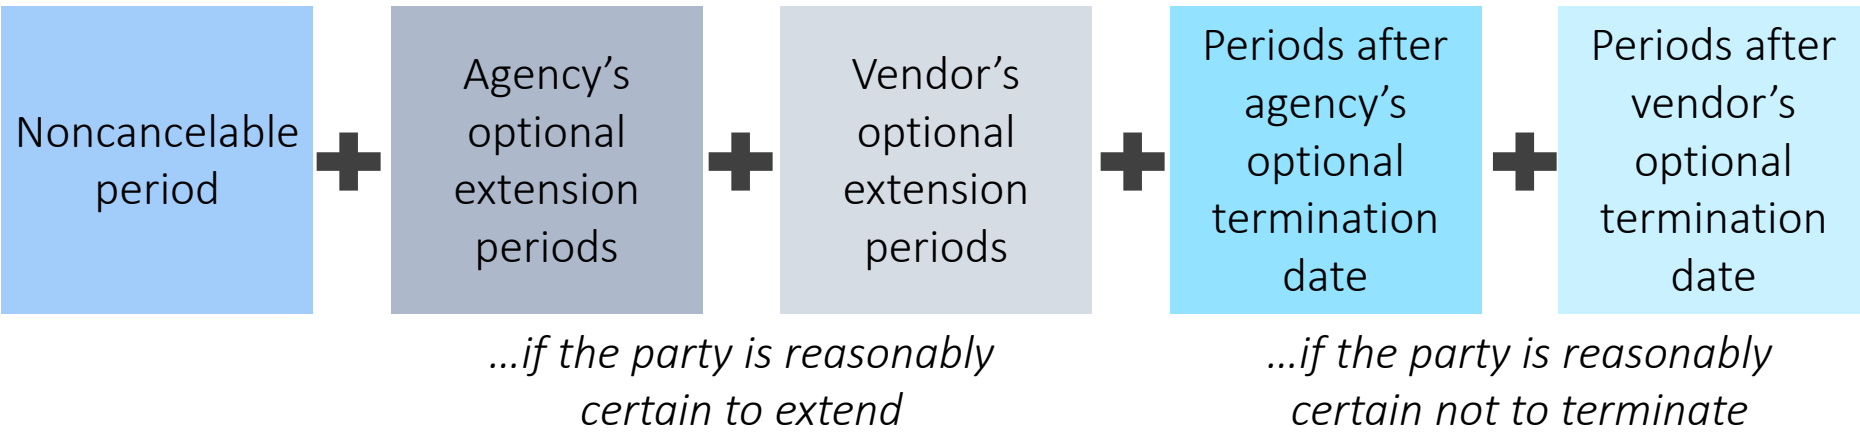 Noncancelable
period
Agency’s
optional
extension
periods
Vendor’s
optional
extension
periods
Periods after
agency’s
optional
termination
date
Periods after
vendor’s
optional
termination
date
...if the party is reasonably
certain to extend
...if the party is reasonably
certain not to terminate